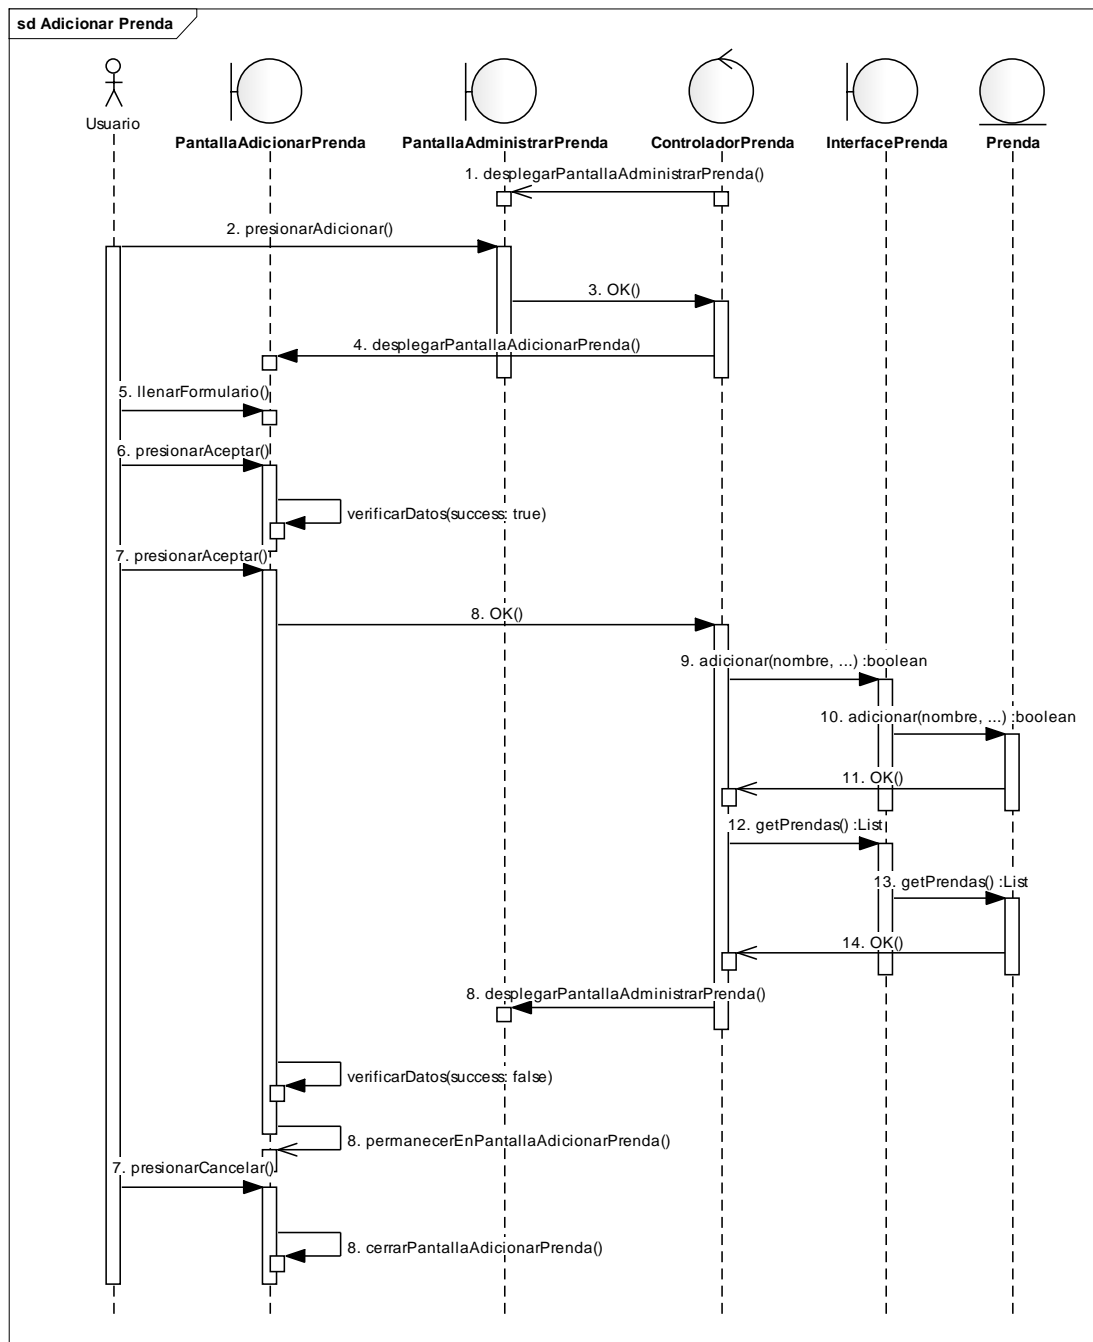 sd Adicionar Prenda
Usuario
PantallaAdicionarPrenda
PantallaAdministrarPrenda
ControladorPrenda
InterfacePrenda
Prenda
1. desplegarPantallaAdministrarPrenda()
2. presionarAdicionar()
3. OK()
4. desplegarPantallaAdicionarPrenda()
5. llenarFormulario()
6. presionarAceptar()
verificarDatos(success: true)
7. presionarAceptar()
8. OK()
9. adicionar(nombre, ...) :boolean
10. adicionar(nombre, ...) :boolean
11. OK()
12. getPrendas() :List
13. getPrendas() :List
14. OK()
8. desplegarPantallaAdministrarPrenda()
verificarDatos(success: false)
8. permanecerEnPantallaAdicionarPrenda()
7. presionarCancelar()
8. cerrarPantallaAdicionarPrenda()